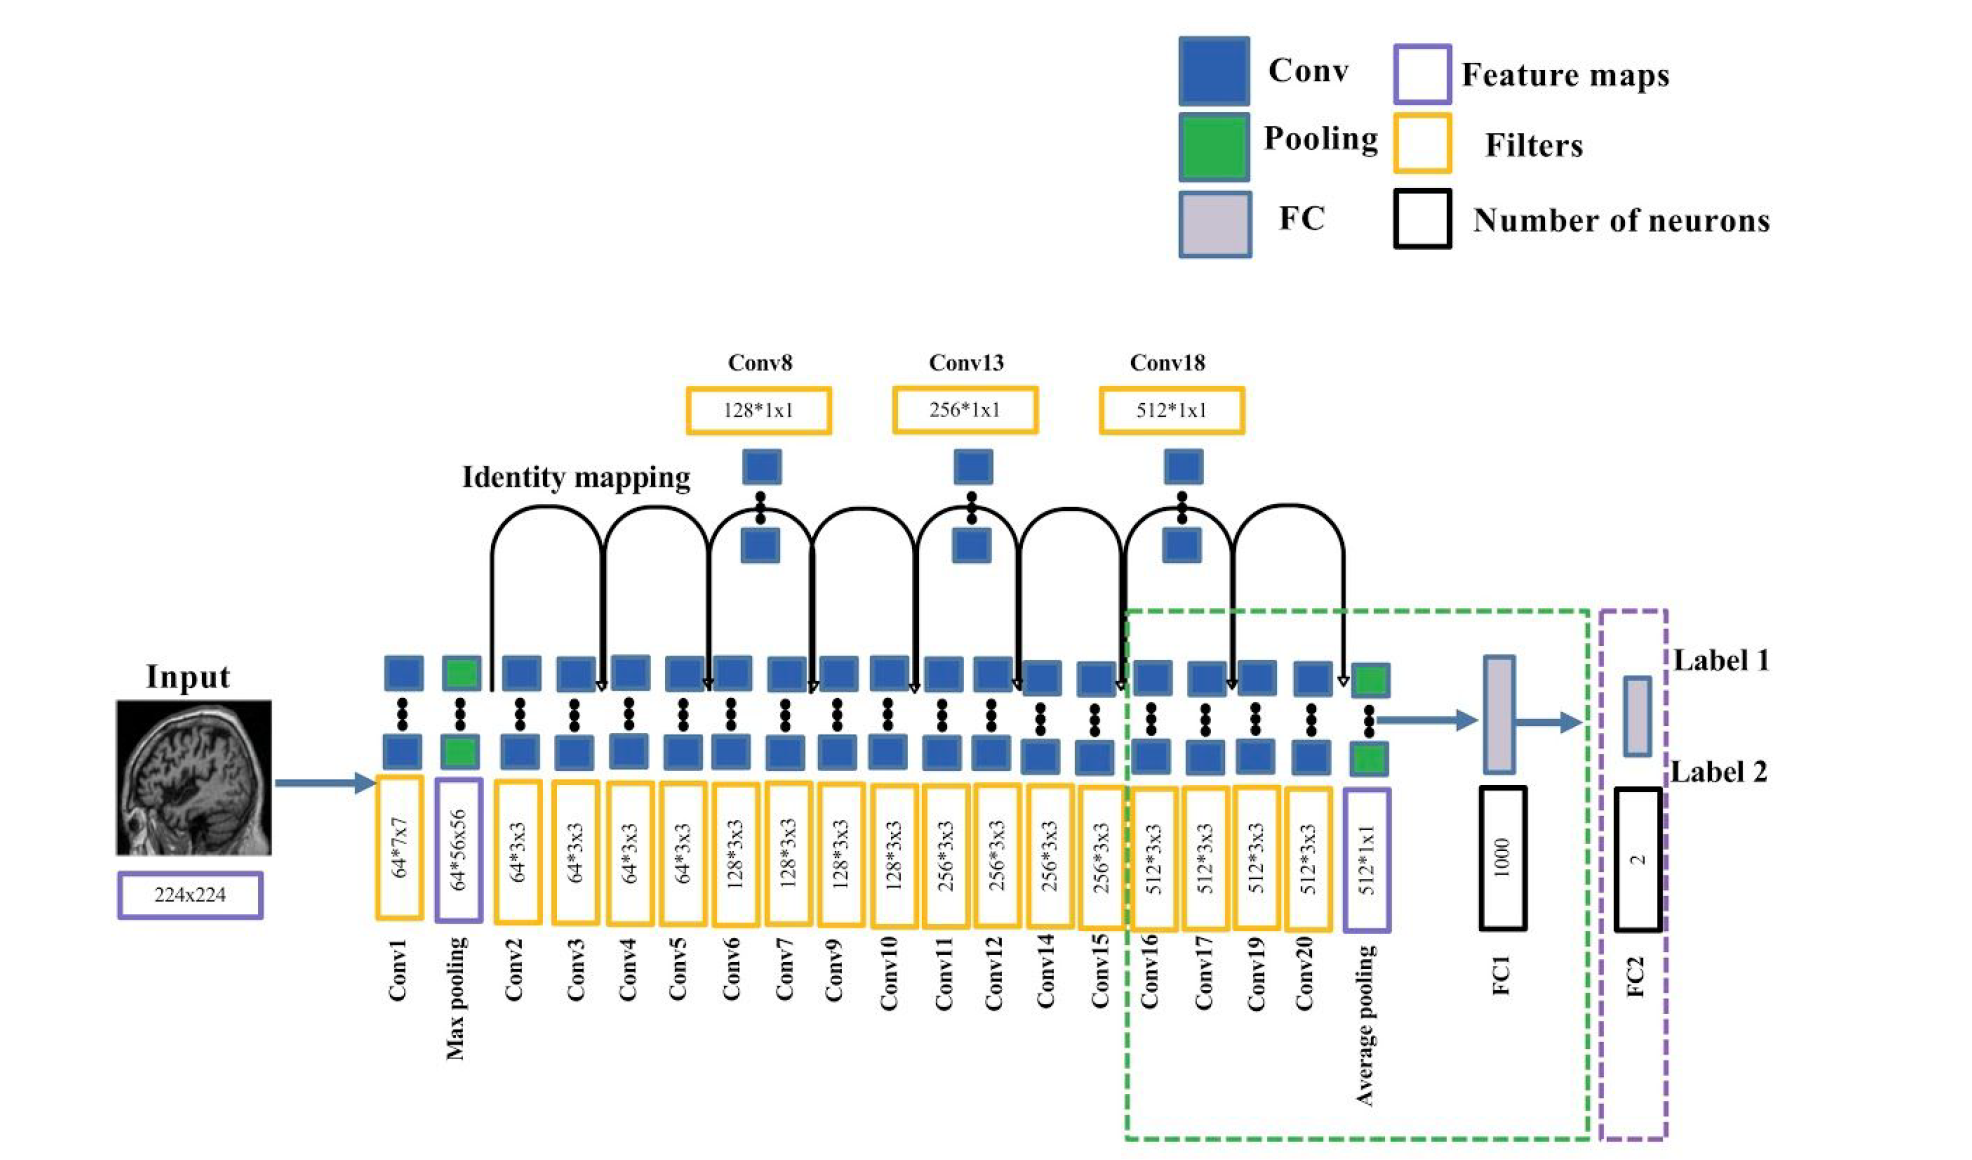 Conv
Feature maps
Pooling
Filters
FC
Number of neurons
Conv8
Conv13
Conv18
128*1x1
256*1x1
512*1x1
Identity mapping
Input
224x224
Label 1
Label 2
64*7x7
64*56x56
64*3x3
64*3x3
64*3x3
64*3x3
128*3x3
128*3x3
128*3x3
128*3x3
256*3x3
256*3x3
256*3x3
256*3x3
512*3x3
512*3x3
512*3x3
512*3x3
512*1x1
1000
2
Conv1
Max pooling
Conv2
Conv3
Conv4
Conv5
Conv6
Conv7
Conv9
Conv10
Conv11
Conv12
Conv14
Conv15
Conv16
Conv17
Conv19
Conv20
Average pooling
FC1
FC2